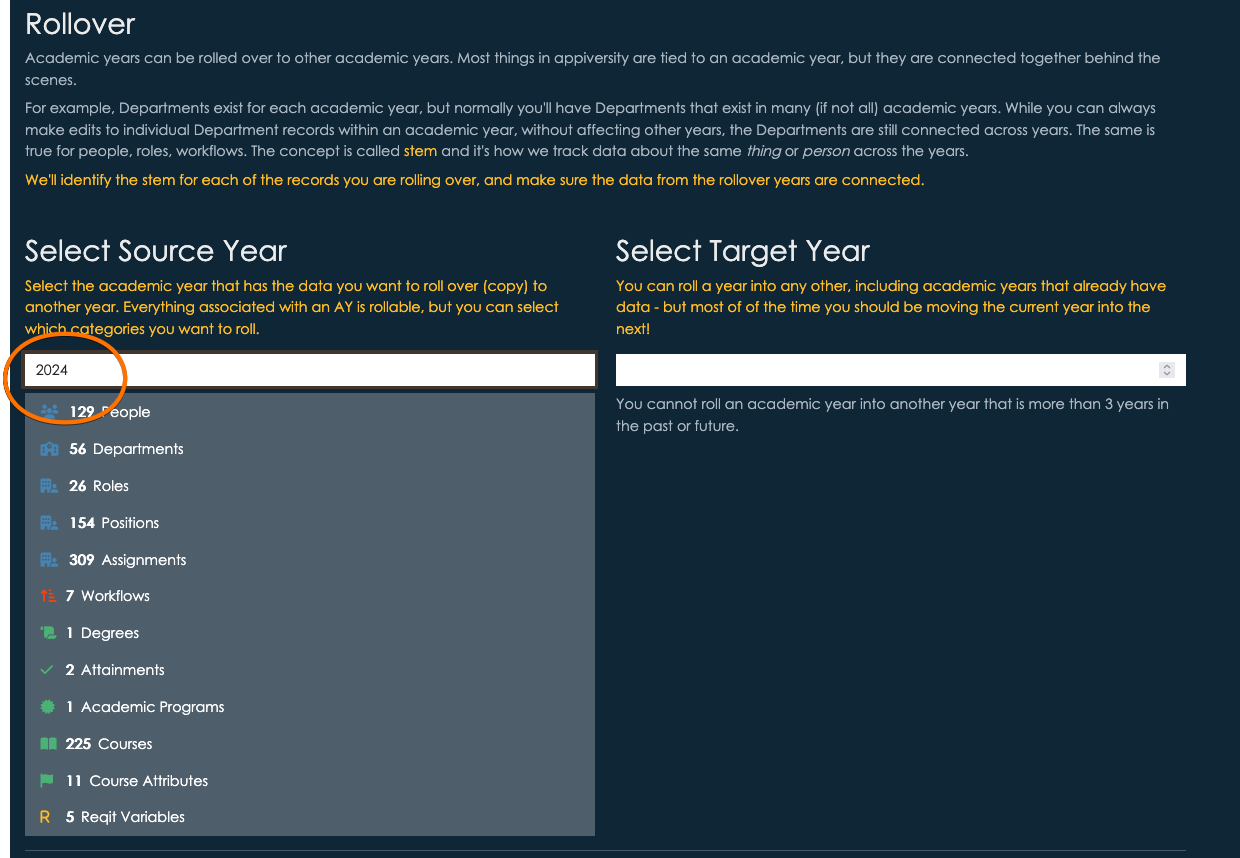 Rollover
Academic years can be rolled over to other academic years. Most things in appiversity are tied to an academic year, but they are connected together behind the
scenes.
For example, Departments exist for each academic year, but normally you'll have Departments that exist in many (if not all) academic years. While you can always
make edits to individual Department records within an academic year, without affecting other years, the Departments are still connected across years. The same is
true for people, roles, workflows. The concept is called stem and it's how we track data about the same thing or person across the years.
We'll identify the stem for each of the records you are rolling over, and make sure the data from the rollover years are connected.
Select Source Year
Select the academic year that has the data you want to roll over (copy) to
another year. Everything associated with an AY is rollable, but you can select
which categories you want to roll.
2024
129 People
56 Departments
26 Roles
154 Positions
309 Assignments
7 Workflows
1 Degrees
2 Attainments
1 Academic Programs
225 Courses
11 Course Attributes
R 5 Reqit Variables
Select Target Year
You can roll a year into any other, including academic years that already have
data - but most of of the time you should be moving the current year into the
next!
You cannot roll an academic year into another year that is more than 3 years in
the past or future.